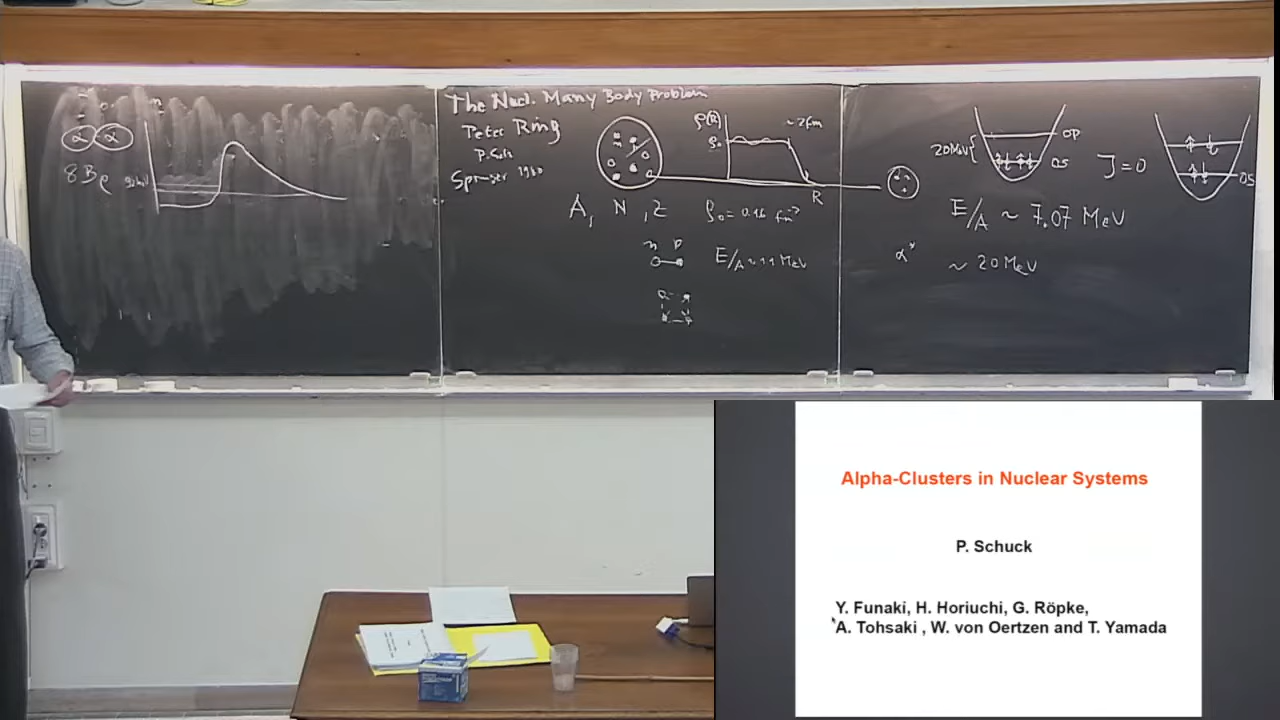 α α
8Be
The Nucl. Many Body Problem
Peter Ring
Springer 1980
ρ(R)
ρ₀
~2fm
R
A, N, Z
ρ₀ = 0.16 fm⁻³
n p
E/A ~ 1.1 MeV
20MeV
0P
0S
J=0
0S
E/A ~ 7.07 MeV
α*
~ 20 MeV
Alpha-Clusters in Nuclear Systems
P. Schuck
Y. Funaki, H. Horiuchi, G. Röpke,
A. Tohsaki , W. von Oertzen and T. Yamada